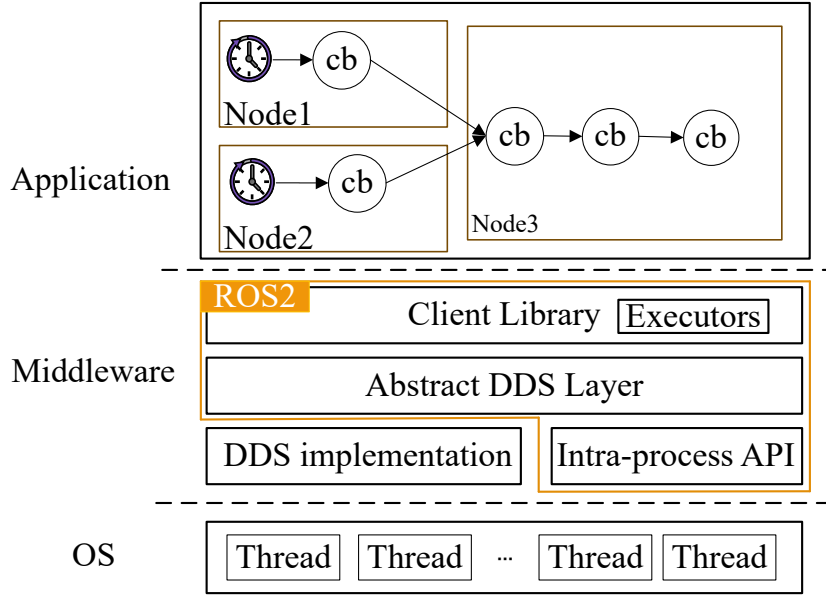 cb
Node1
cb
Node2
cb cb cb
Node3
Application
ROS2
Client Library Executors
Abstract DDS Layer
Middleware
DDS implementation Intra-process API
OS
Thread Thread ... Thread Thread